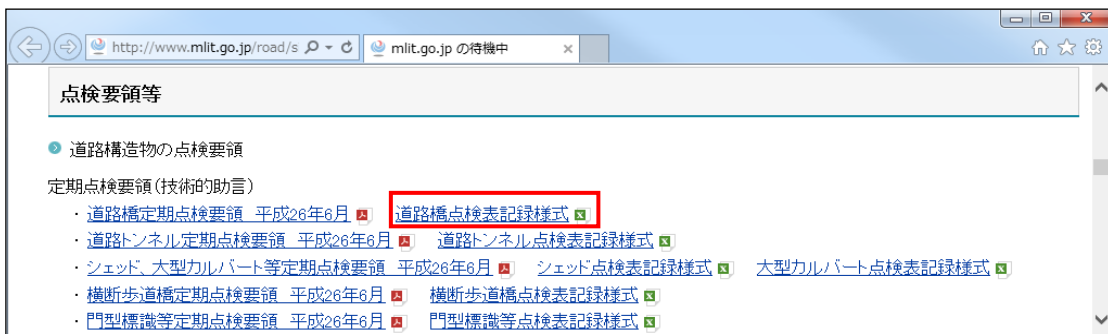 http://www.mlit.go.jp/road/s
mlit.go.jp の待機中
点検要領等
道路構造物の点検要領
定期点検要領(技術的助言)
・道路橋定期点検要領 平成26年6月 道路橋点検表記録様式
・道路トンネル定期点検要領 平成26年6月 道路トンネル点検表記録様式
・シェッド、大型カルバート等定期点検要領 平成26年6月 シェッド点検表記録様式 大型カルバート点検表記録様式
・横断歩道橋定期点検要領 平成26年6月 横断歩道橋点検表記録様式
・門型標識等定期点検要領 平成26年6月 門型標識等点検表記録様式